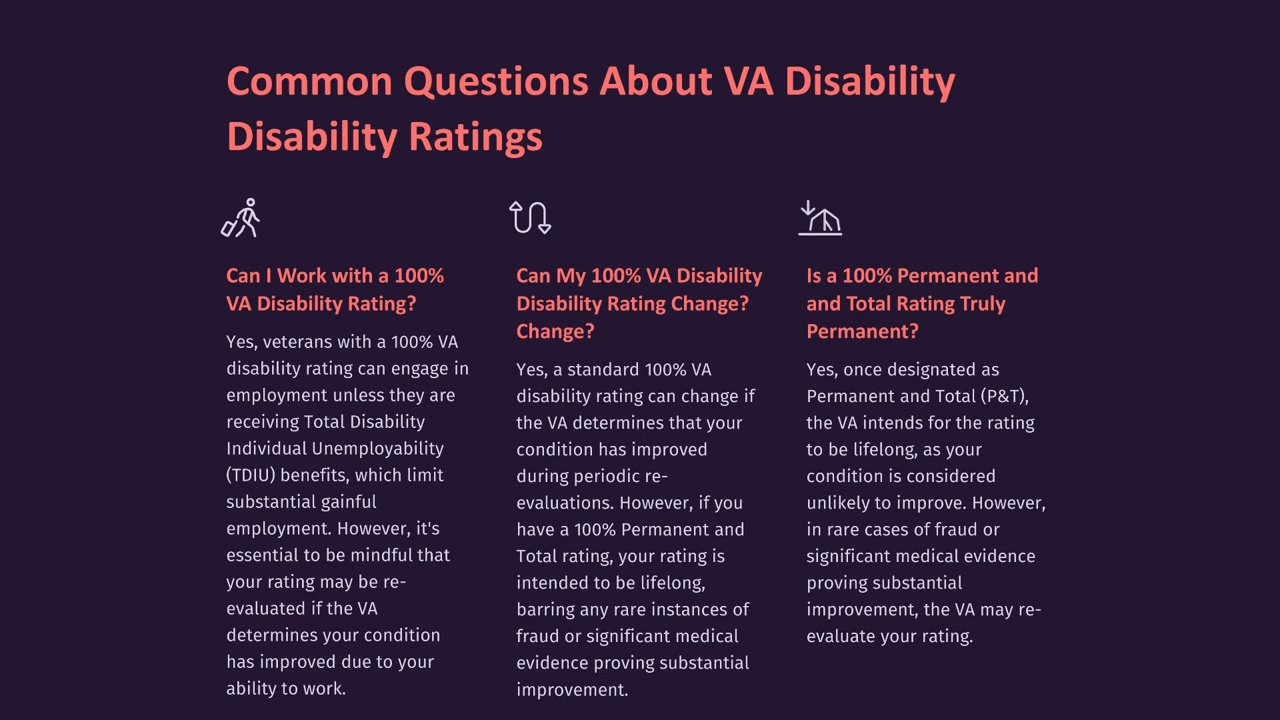 Common Questions About VA Disability
Disability Ratings
Can I Work with a 100%
VA Disability Rating?
Yes, veterans with a 100% VA
disability rating can engage in
employment unless they are
receiving Total Disability
Individual Unemployability
(TDIU) benefits, which limit
substantial gainful
employment. However, it's
essential to be mindful that
your rating may be re-
evaluated if the VA
determines your condition
has improved due to your
ability to work.
Can My 100% VA Disability
Disability Rating Change?
Change?
Yes, a standard 100% VA
disability rating can change if
the VA determines that your
condition has improved
during periodic re-
evaluations. However, if you
have a 100% Permanent and
Total rating, your rating is
intended to be lifelong,
barring any rare instances of
fraud or significant medical
evidence proving substantial
improvement.
Is a 100% Permanent and
and Total Rating Truly
Permanent?
Yes, once designated as
Permanent and Total (P&T),
the VA intends for the rating
to be lifelong, as your
condition is considered
unlikely to improve. However,
in rare cases of fraud or
significant medical evidence
proving substantial
improvement, the VA may re-
evaluate your rating.